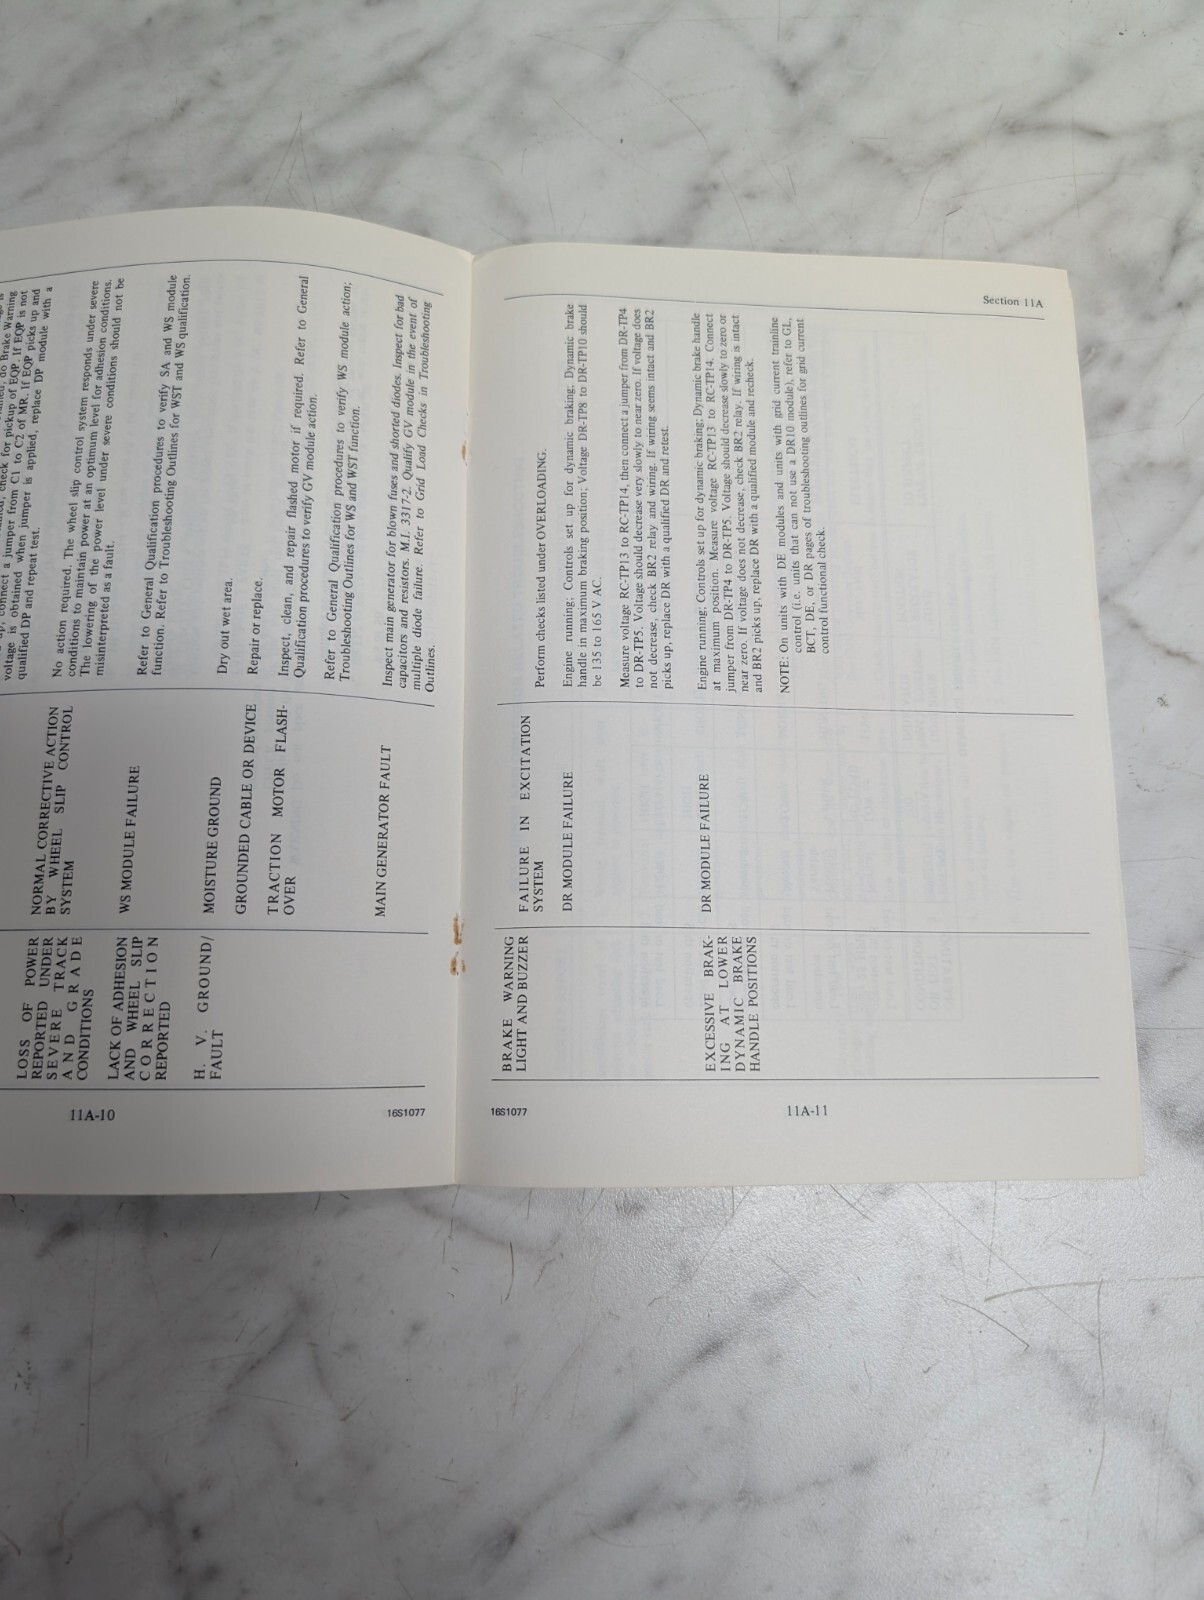 voltage is obtained when jumper is applied, replace DP module with a
qualified DP and repeat test.
NORMAL CORRECTIVE ACTION
BY WHEEL SLIP CONTROL
SYSTEM
LOSS OF POWER
REPORTED UNDER
SEVERE TRACK
AND GRADE
CONDITIONS
No action required. The wheel slip control system responds under severe
conditions to maintain power at an optimum level for adhesion conditions.
The lowering of the power level under severe conditions should not be
misinterpreted as a fault.
LACK OF ADHESION
AND WHEEL SLIP
CORRECTION
REPORTED
WS MODULE FAILURE
Refer to General Qualification procedures to verify SA and WS module
function. Refer to Troubleshooting Outlines for WST and WS qualification.
H. V. GROUND/
FAULT
MOISTURE GROUND
Dry out wet area.
GROUNDED CABLE OR DEVICE
Repair or replace.
TRACTION MOTOR FLASH-
OVER
Inspect, clean, and repair flashed motor if required. Refer to General
Qualification procedures to verify GV module action.
Refer to General Qualification procedures to verify WS module action;
Troubleshooting Outlines for WS and WST function.
MAIN GENERATOR FAULT
Inspect main generator for blown fuses and shorted diodes. Inspect for bad
capacitors and resistors. M.I. 3317-2. Qualify GV module in the event of
multiple diode failure. Refer to Grid Load Checks in Troubleshooting
Outlines.
11A-10
16S1077
Section 11A
BRAKE WARNING
LIGHT AND BUZZER
FAILURE IN EXCITATION
SYSTEM
Perform checks listed under OVERLOADING.
DR MODULE FAILURE
Engine running; Controls set up for dynamic braking; Dynamic brake
handle in maximum braking position; Voltage DR-TP8 to DR-TP10 should
be 135 to 165 V AC.
Measure voltage RC-TP13 to RC-TP14, then connect a jumper from DR-TP4
to DR-TP5. Voltage should decrease very slowly to near zero. If voltage does
not decrease, check BR2 relay and wiring. If wiring seems intact and BR2
picks up, replace DR with a qualified DR and retest.
EXCESSIVE BRAK-
ING AT LOWER
DYNAMIC BRAKE
HANDLE POSITIONS
DR MODULE FAILURE
Engine running; Controls set up for dynamic braking; Dynamic brake handle
at maximum position. Measure voltage RC-TP13 to RC-TP14. Connect
jumper from DR-TP4 to DR-TP5. Voltage should decrease slowly to zero or
near zero. If voltage does not decrease, check BR2 relay. If wiring is intact
and BR2 picks up, replace DR with a qualified module and recheck.
NOTE: On units with DE modules and units with grid current trainline
control (i.e. units that can not use a DR10 module), refer to GL,
BCT, DE, or DR pages of troubleshooting outlines for grid current
control functional check.
16S1077
11A-11